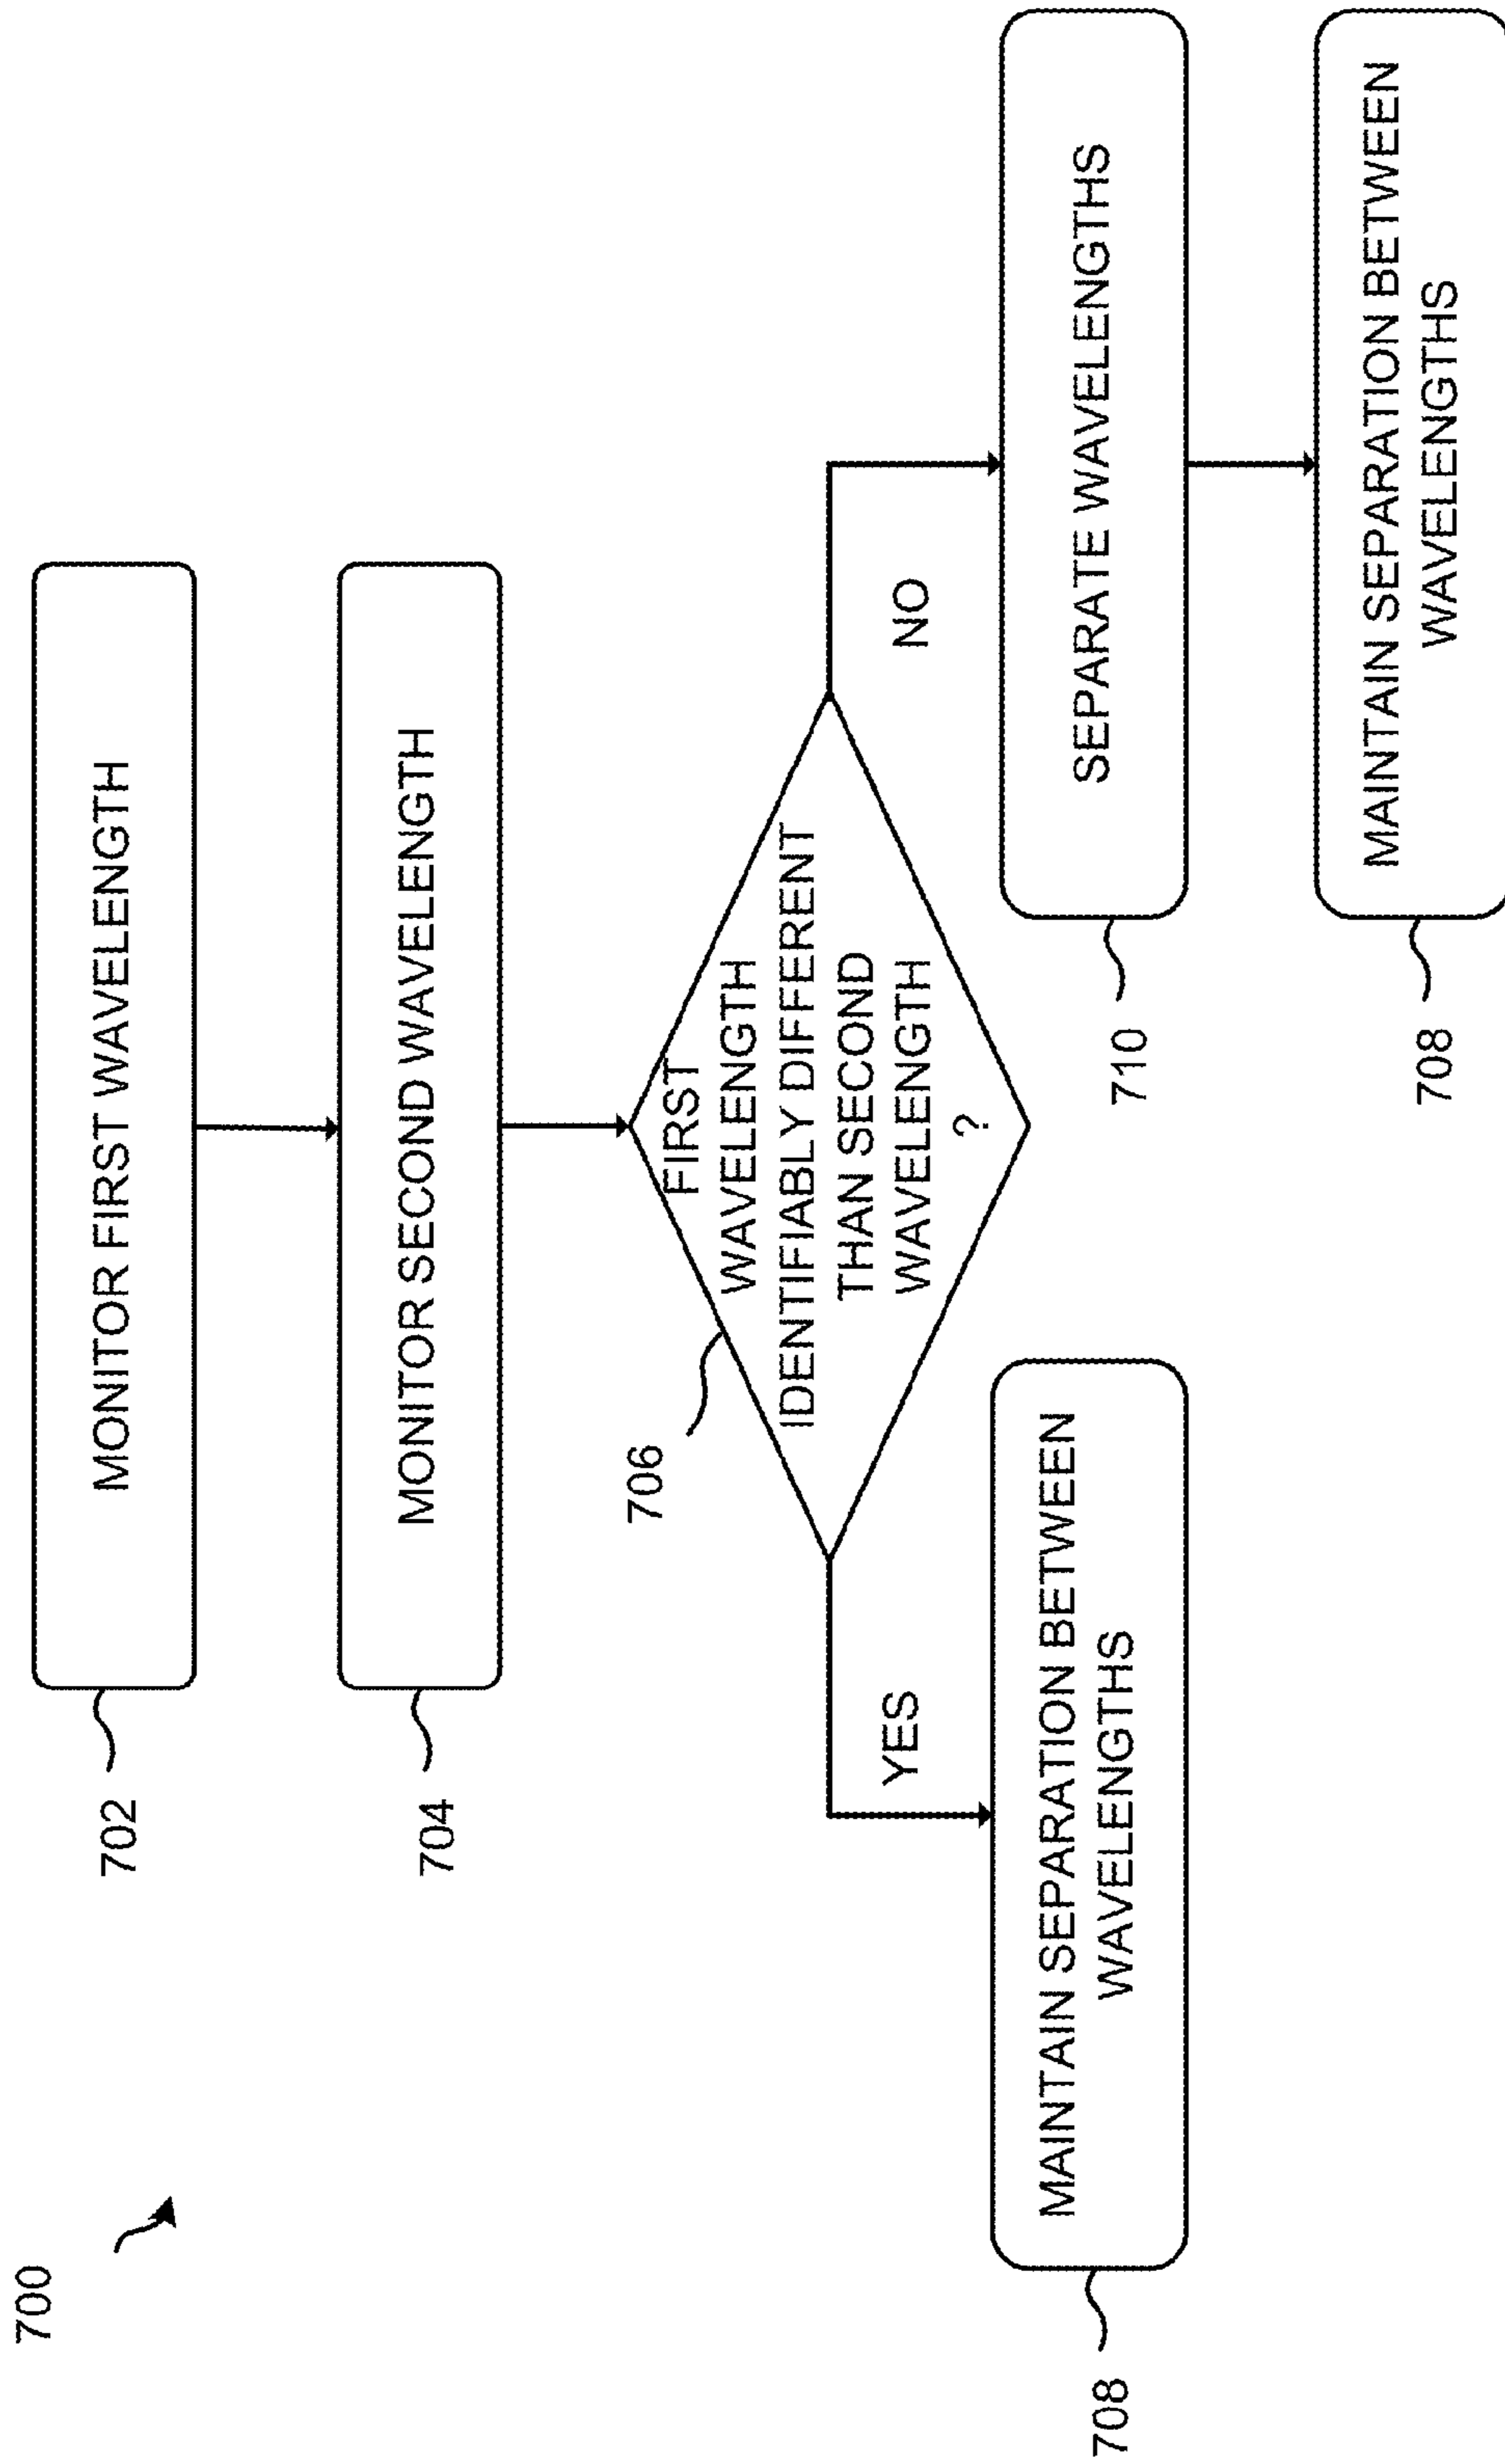 700
702
MONITOR FIRST WAVELENGTH
704
MONITOR SECOND WAVELENGTH
706
FIRST
WAVELENGTH
IDENTIFIABLY DIFFERENT
THAN SECOND
WAVELENGTH
?
YES
NO
708
MAINTAIN SEPARATION BETWEEN
WAVELENGTHS
710
SEPARATE WAVELENGTHS
708
MAINTAIN SEPARATION BETWEEN
WAVELENGTHS